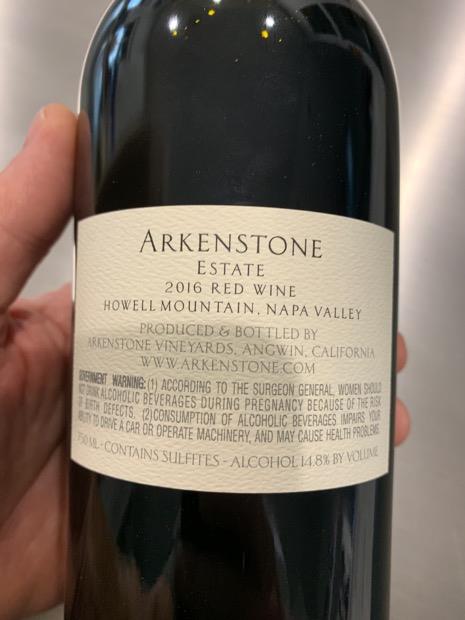 ARKENSTONE
ESTATE
2016 RED WINE
HOWELL MOUNTAIN, NAPA VALLEY
PRODUCED & BOTTLED BY
ARKENSTONE VINEYARDS, ANGWIN, CALIFORNIA
WWW.ARKENSTONE.COM
GOVERNMENT WARNING: (1) ACCORDING TO THE SURGEON GENERAL, WOMEN SHOULD
NOT DRINK ALCOHOLIC BEVERAGES DURING PREGNANCY BECAUSE OF THE RISK
OF BIRTH DEFECTS. (2) CONSUMPTION OF ALCOHOLIC BEVERAGES IMPAIRS YOUR
ABILITY TO DRIVE A CAR OR OPERATE MACHINERY, AND MAY CAUSE HEALTH PROBLEMS.
750 ML - CONTAINS SULFITES - ALCOHOL 14.8% BY VOLUME